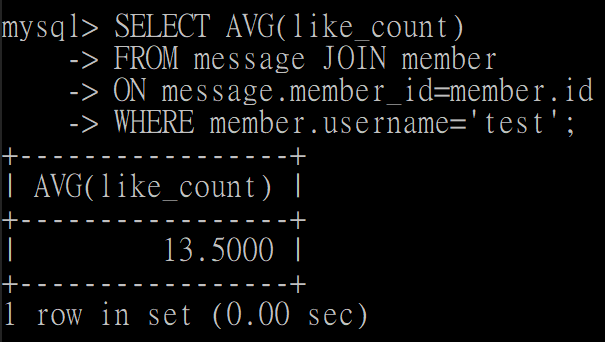 mysql> SELECT AVG(like_count)
    -> FROM message JOIN member
    -> ON message.member_id=member.id
    -> WHERE member.username='test';
+-----------------+
| AVG(like_count) |
+-----------------+
|         13.5000 |
+-----------------+
1 row in set (0.00 sec)